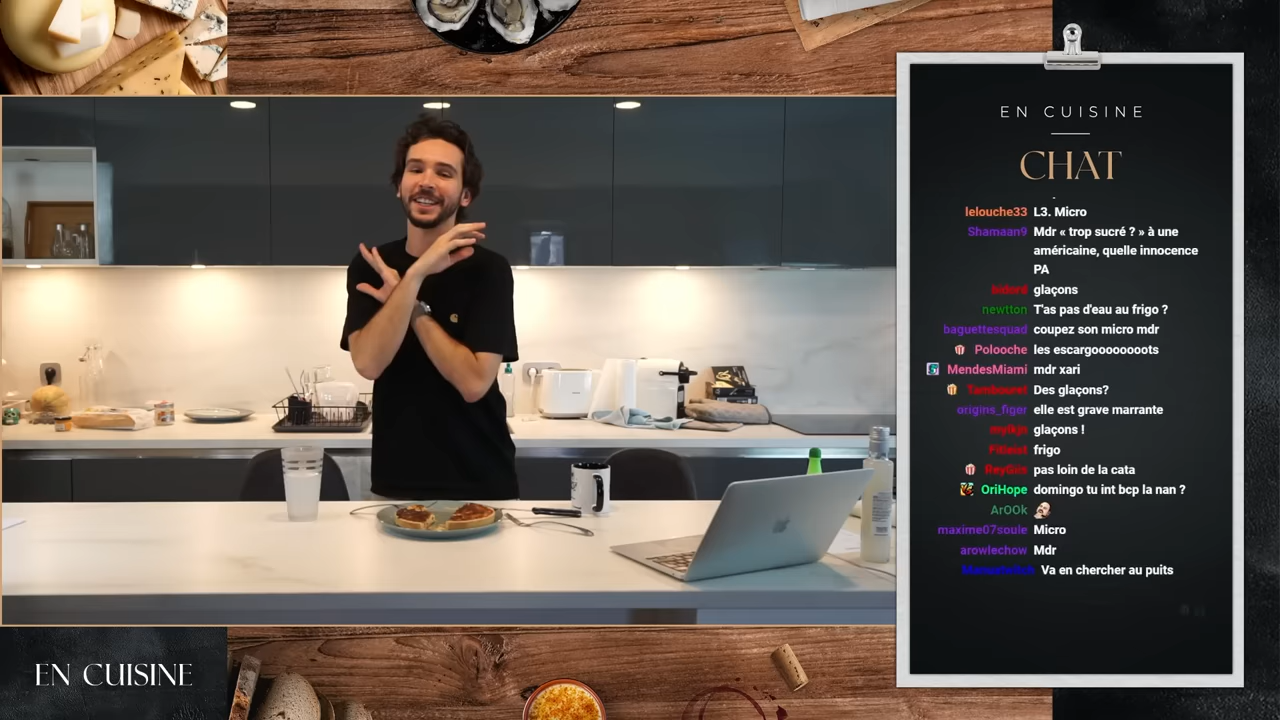 EN CUISINE
CHAT
lelouche33 L3. Micro
Shamaan9 Mdr « trop sucré ? » à une
américaine, quelle innocence
PA
bidord glaçons
newtton T'as pas d'eau au frigo ?
baguettesquad coupez son micro mdr
Polooche les escargoooooooots
MendesMiami mdr xari
Tambouret Des glaçons?
origins_figer elle est grave marrante
glaçons !
frigo
pas loin de la cata
OriHope domingo tu int bcp la nan ?
ArOOk
maxime07soule Micro
arowlechow Mdr
Va en chercher au puits
EN CUISINE